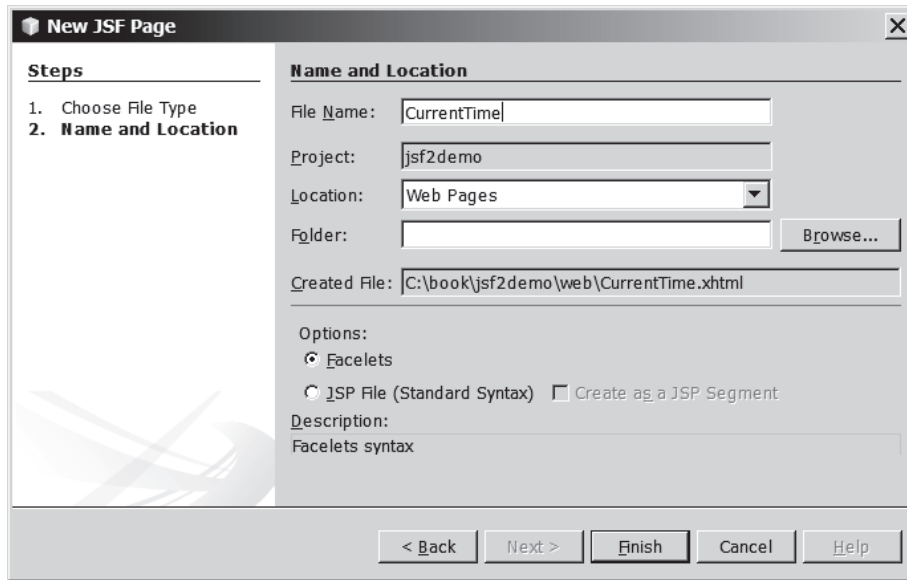 New JSF Page
Steps
1. Choose File Type
2. Name and Location
Name and Location
File Name: CurrentTime
Project: jsf2demo
Location: Web Pages
Folder: Browse...
Created File: C:\book\jsf2demo\web\CurrentTime.xhtml
Options:
Facelets
JSP File (Standard Syntax) Create as a JSP Segment
Description:
Facelets syntax
< Back Next > Finish Cancel Help